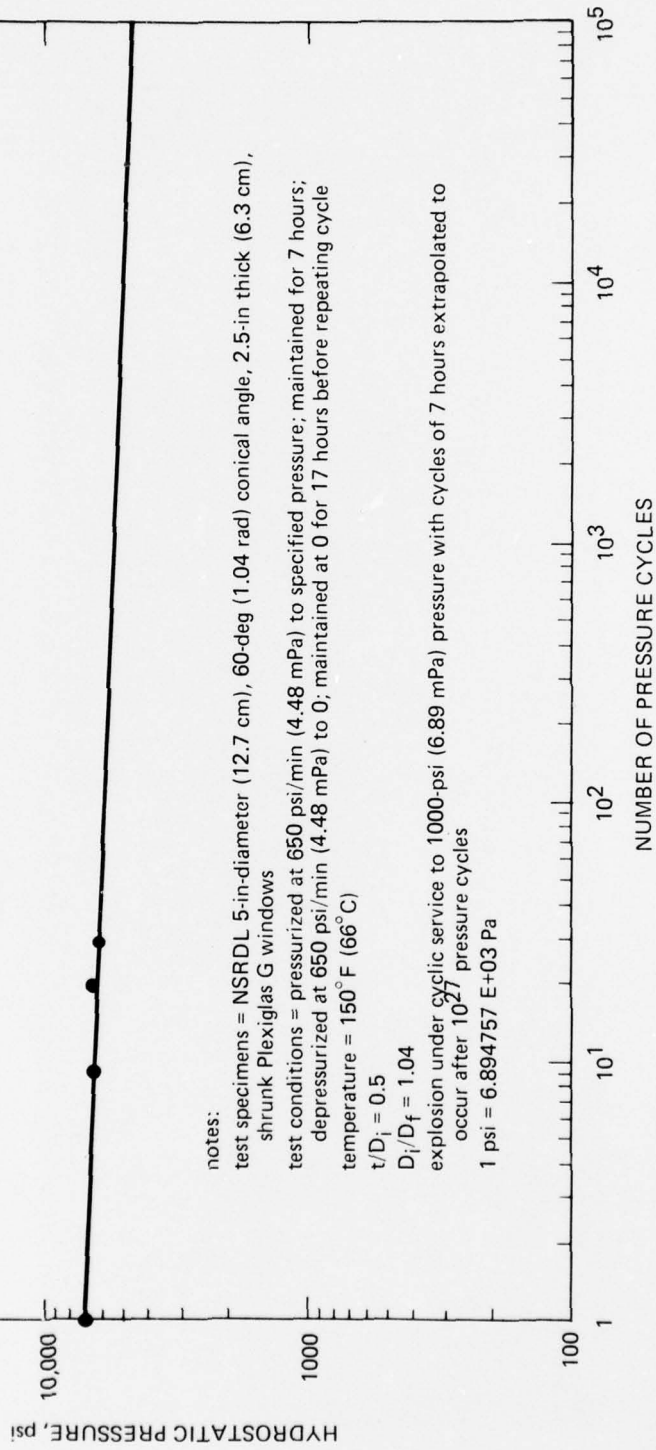 HYDROSTATIC PRESSURE, psi
10,000
1000
100
notes:
test specimens = NSRDL 5-in-diameter (12.7 cm), 60-deg (1.04 rad) conical angle, 2.5-in thick (6.3 cm),
shrunk Plexiglas G windows
test conditions = pressurized at 650 psi/min (4.48 mPa) to specified pressure; maintained for 7 hours;
depressurized at 650 psi/min (4.48 mPa) to 0; maintained at 0 for 17 hours before repeating cycle
temperature = 150° F (66° C)
t/Di = 0.5
Di/Df = 1.04
explosion under cyclic service to 1000-psi (6.89 mPa) pressure with cycles of 7 hours extrapolated to
occur after 10^27 pressure cycles
1 psi = 6.894757 E+03 Pa
1 10^1 10^2 10^3 10^4 10^5
NUMBER OF PRESSURE CYCLES